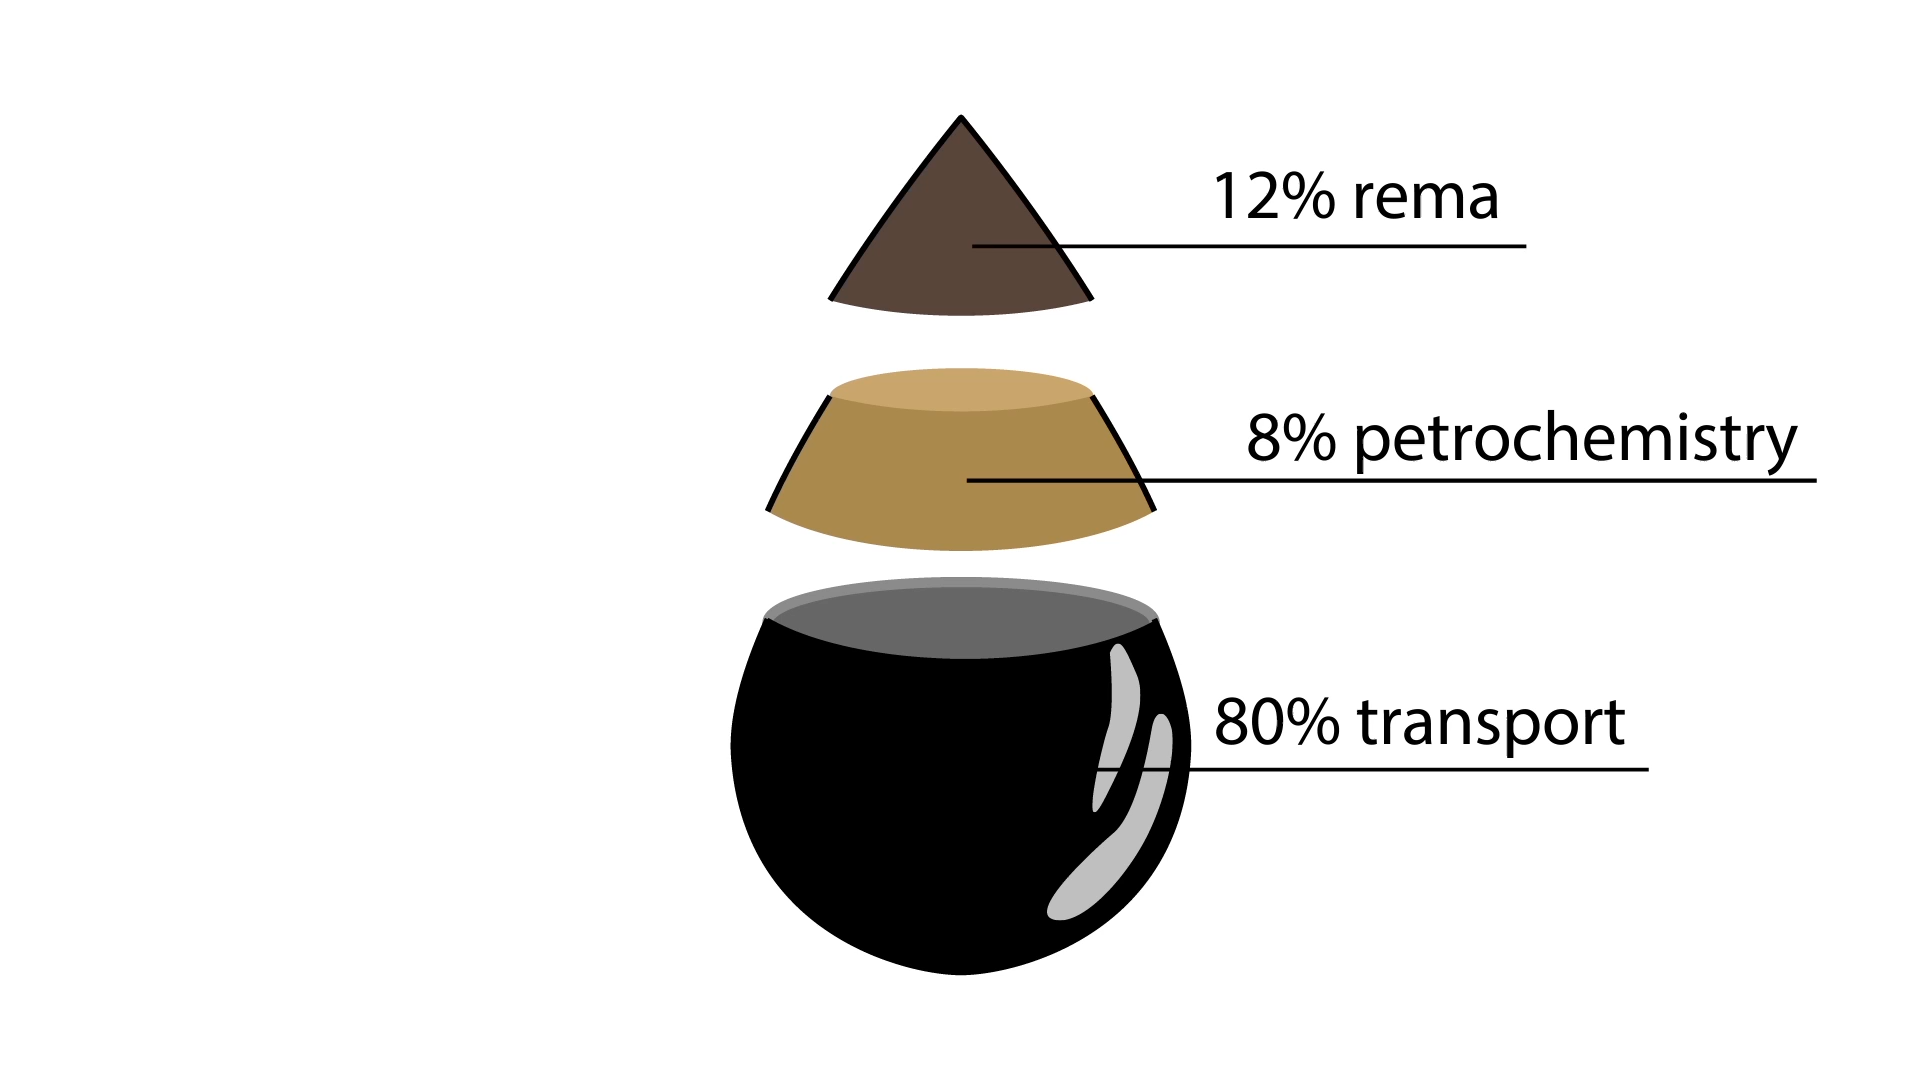 12% rema
8% petrochemistry
80% transport